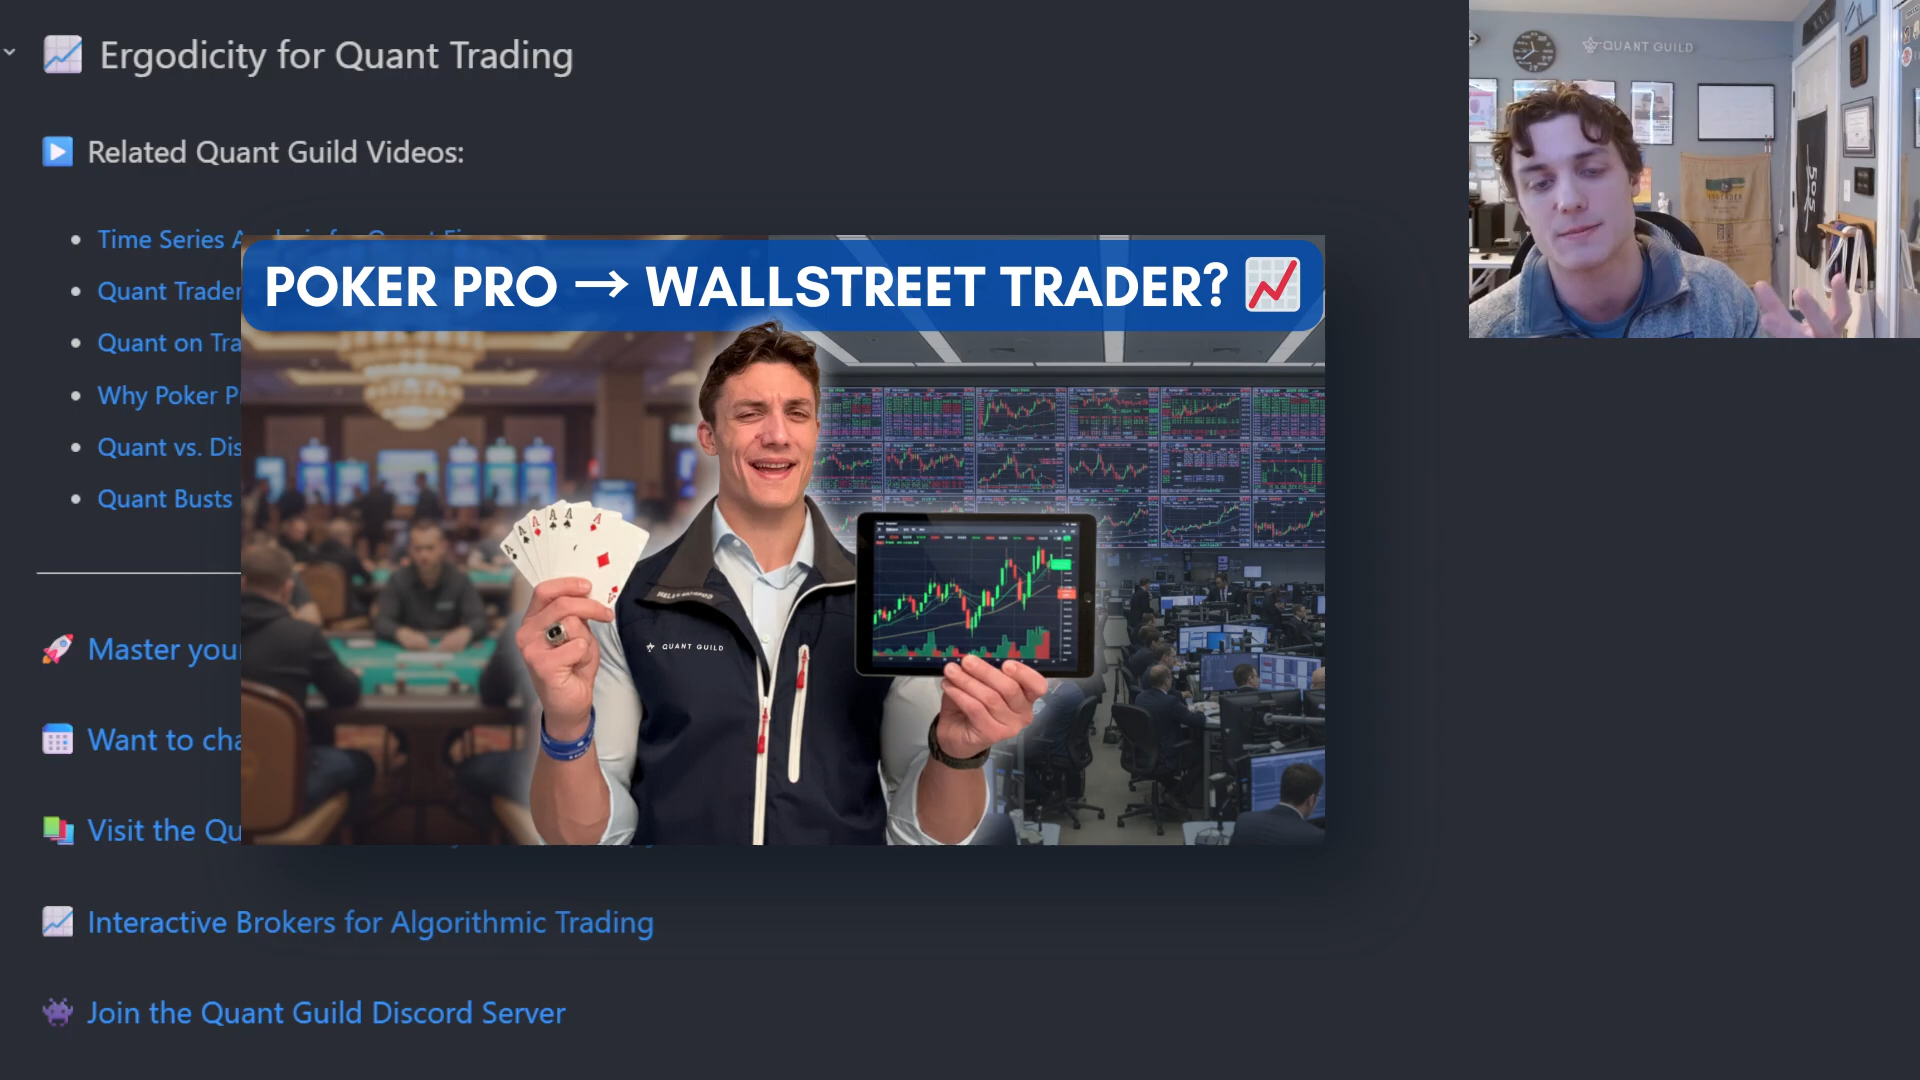 Ergodicity for Quant Trading
Related Quant Guild Videos:
Time Series
Quant Trader
Quant on Tra
Why Poker P
Quant vs. Dis
Quant Busts
Master your
Want to cha
Visit the Qu
Interactive Brokers for Algorithmic Trading
Join the Quant Guild Discord Server
POKER PRO → WALLSTREET TRADER?
QUANT GUILD
QUANT GUILD
505